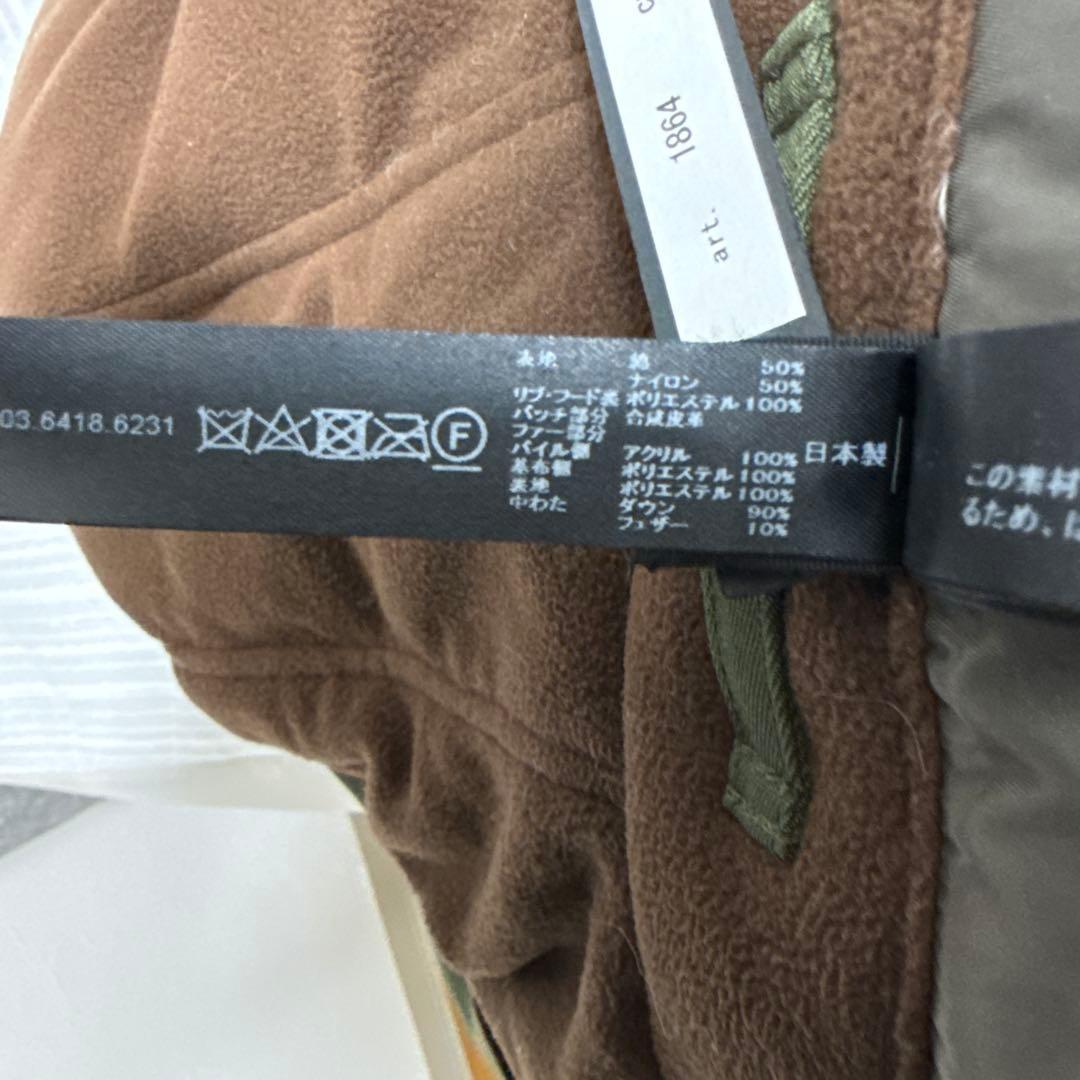 art. 1864
03.6418.6231
F
表地 綿 50%
ナイロン 50%
リブ・フード裏 ポリエステル 100%
パッチ部分 合成皮革
ファー部分
パイル側 アクリル 100%
基布側 ポリエステル 100%
表地 ポリエステル 100%
中わた ダウン 90%
フェザー 10%
日本製
この素材
るため、は